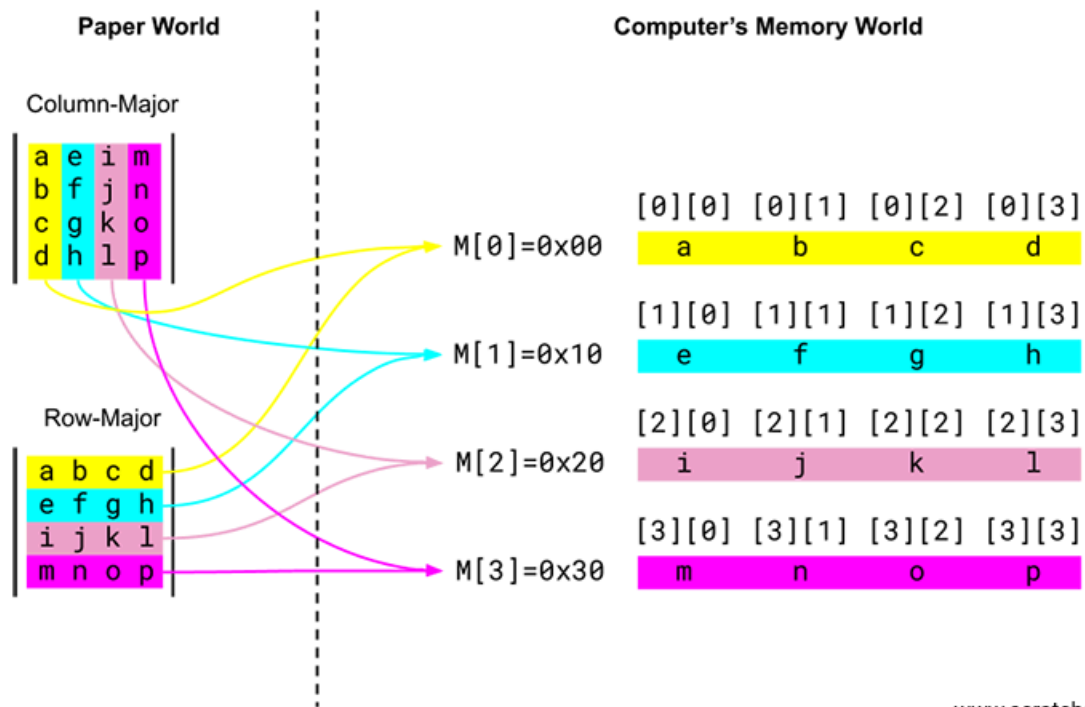 Paper World
Computer's Memory World
Column-Major
a e i m
b f j n
c g k o
d h l p
Row-Major
a b c d
e f g h
i j k l
m n o p
[0][0] [0][1] [0][2] [0][3]
M[0]=0x00 a b c d
[1][0] [1][1] [1][2] [1][3]
M[1]=0x10 e f g h
[2][0] [2][1] [2][2] [2][3]
M[2]=0x20 i j k l
[3][0] [3][1] [3][2] [3][3]
M[3]=0x30 m n o p